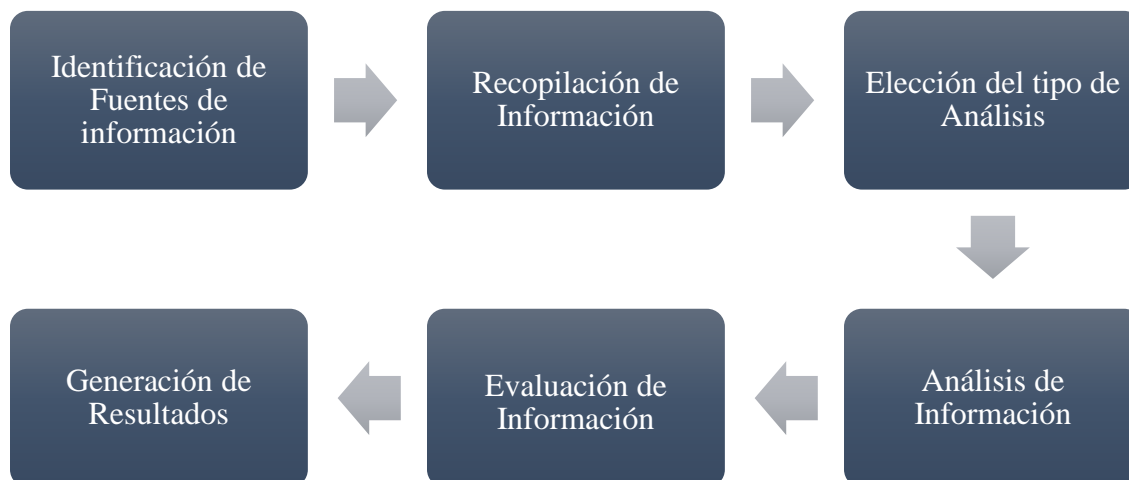 Identificación de
Fuentes de
información
Recopilación de
Información
Elección del tipo de
Análisis
Análisis de
Información
Evaluación de
Información
Generación de
Resultados